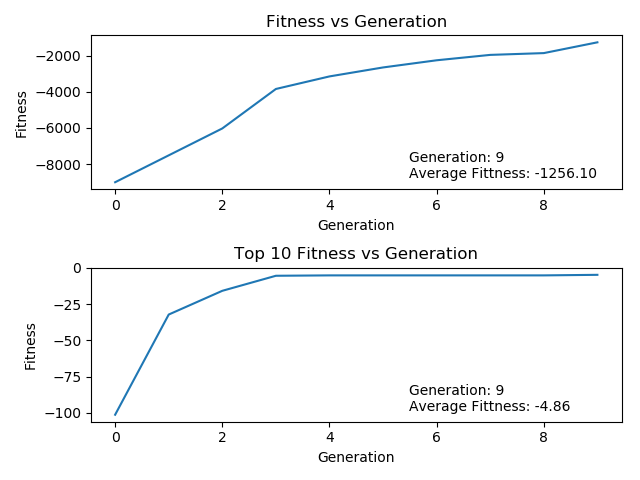 Fitness vs Generation
Fitness
−2000
−4000
−6000
−8000
Generation: 9
Average Fittness: -1256.10
0 2 4 6 8
Generation
Top 10 Fitness vs Generation
Fitness
0
−25
−50
−75
−100
Generation: 9
Average Fittness: -4.86
0 2 4 6 8
Generation